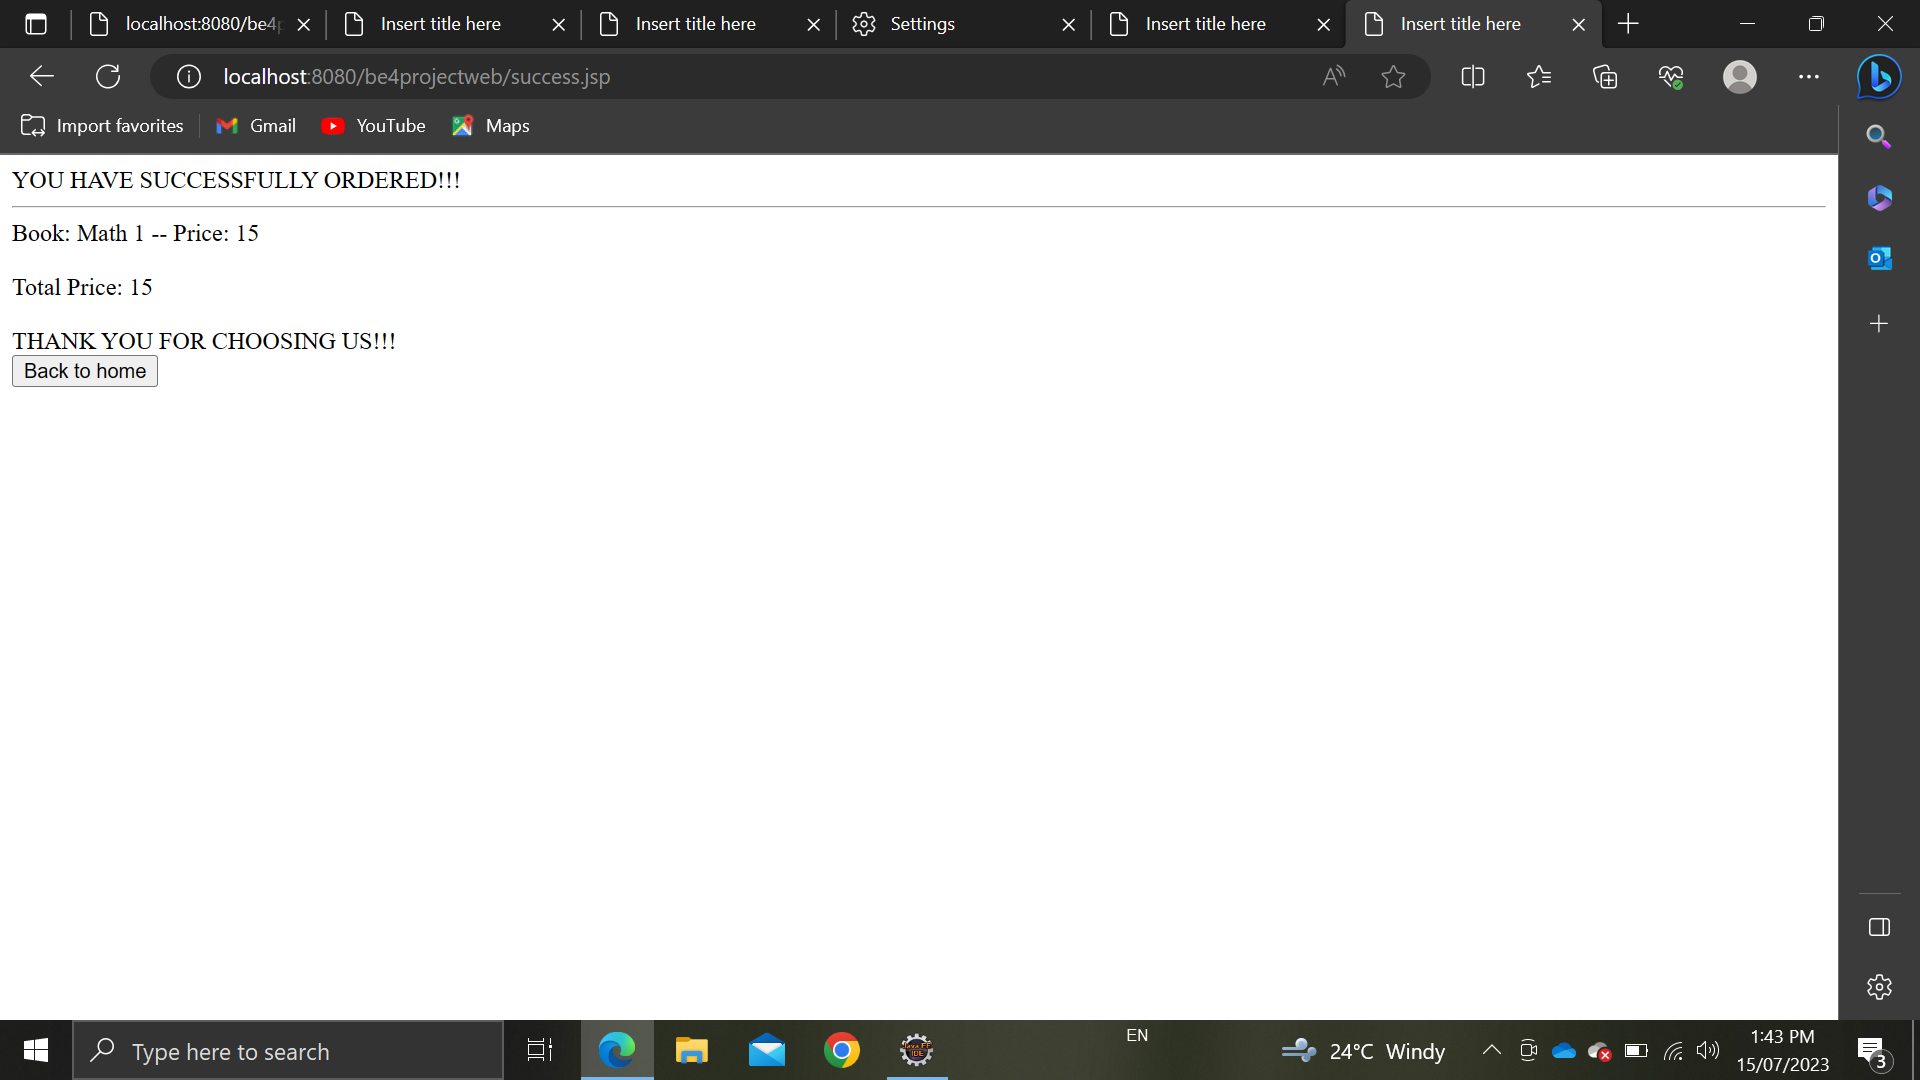 localhost:8080/be4p
Insert title here
Insert title here
Settings
Insert title here
Insert title here
localhost:8080/be4projectweb/success.jsp
Import favorites
Gmail
YouTube
Maps
YOU HAVE SUCCESSFULLY ORDERED!!!
Book: Math 1 -- Price: 15
Total Price: 15
THANK YOU FOR CHOOSING US!!!
Back to home
Type here to search
Java EE
IDE
EN
24°C Windy
1:43 PM
15/07/2023
3